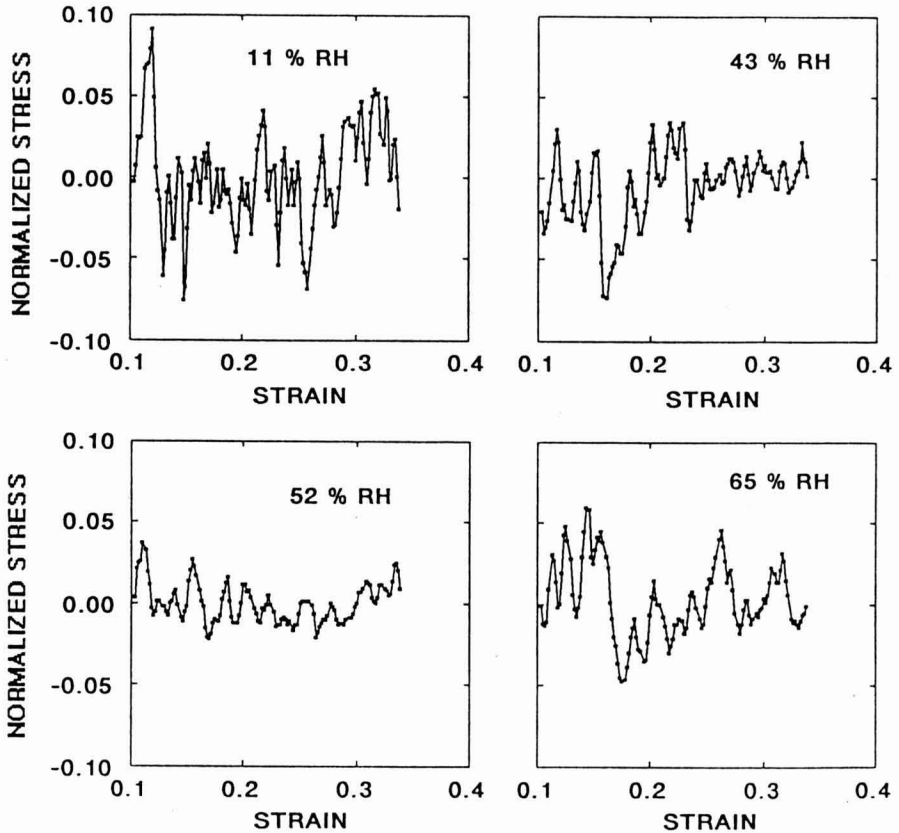 0.10
0.05
0.00
-0.05
-0.10
NORMALIZED STRESS
11 % RH
0.1
0.2
0.3
0.4
STRAIN
43 % RH
0.1
0.2
0.3
0.4
STRAIN
0.10
0.05
0.00
-0.05
-0.10
NORMALIZED STRESS
52 % RH
0.1
0.2
0.3
0.4
STRAIN
65 % RH
0.1
0.2
0.3
0.4
STRAIN